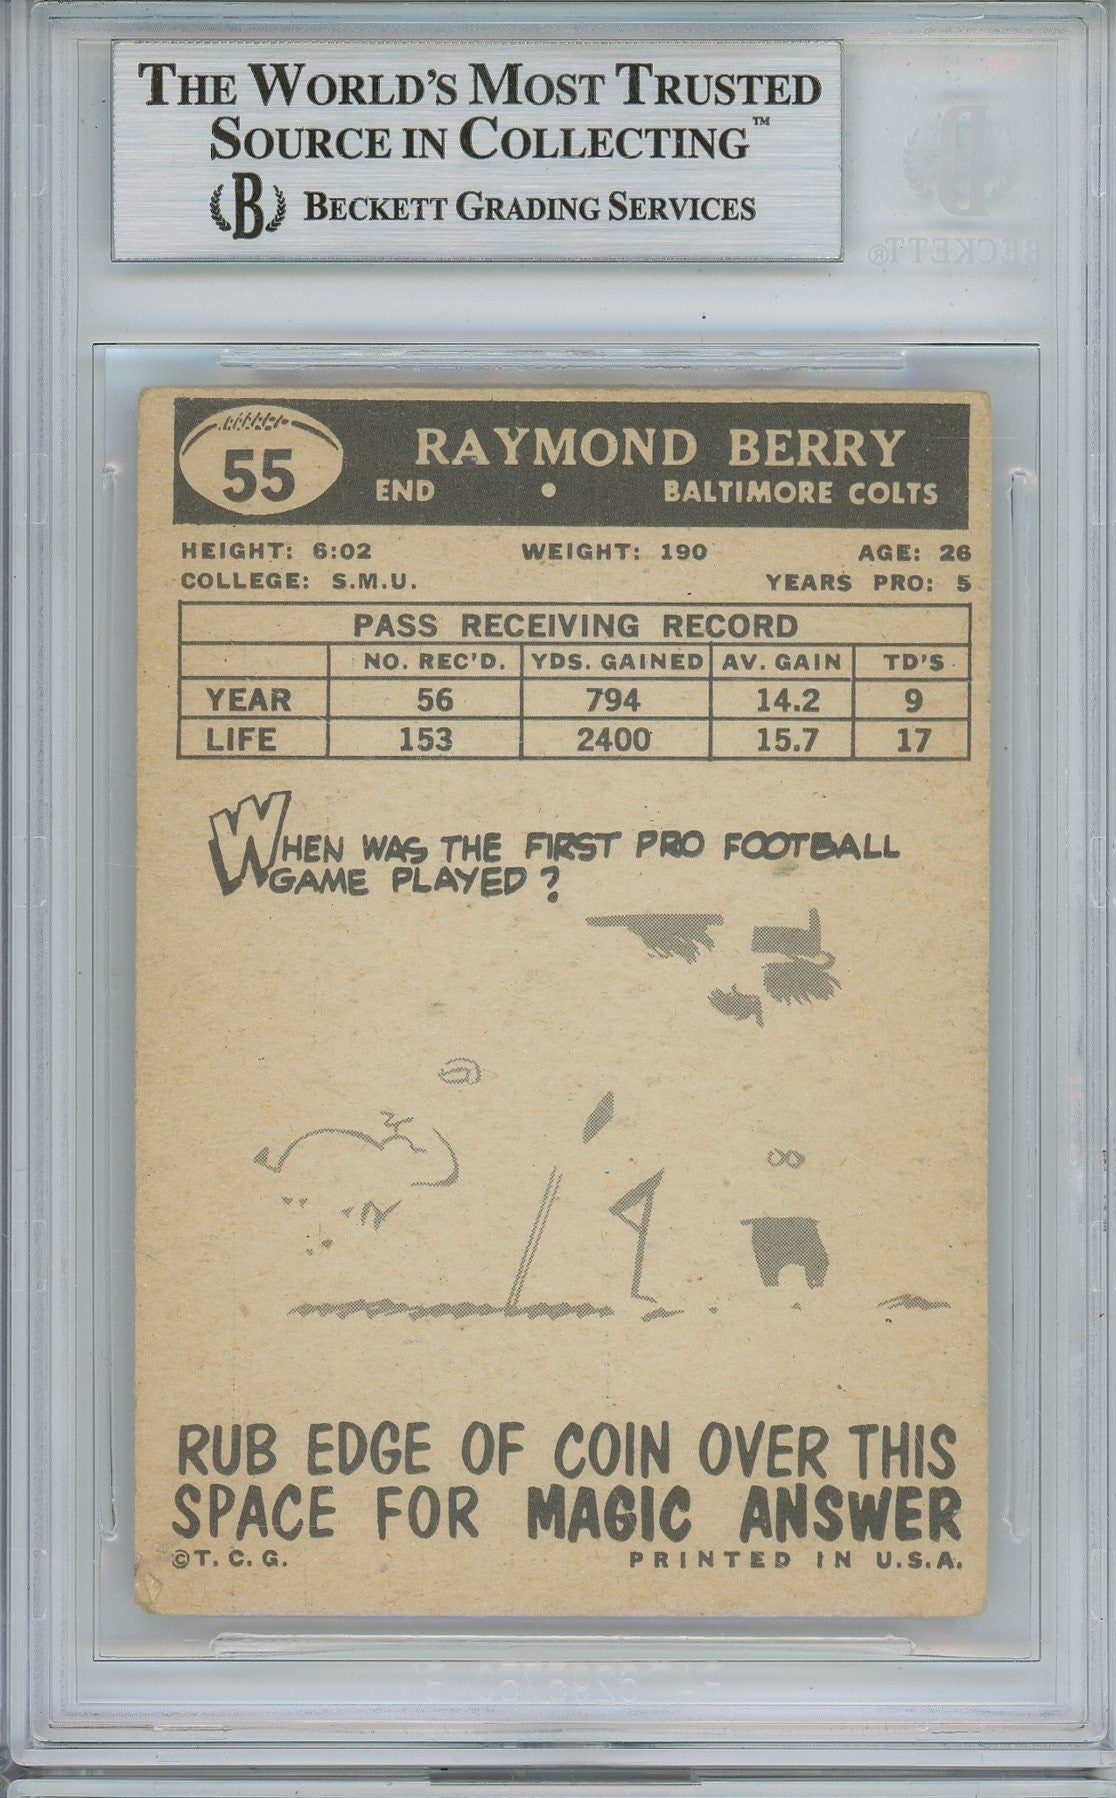 THE WORLD'S MOST TRUSTED
SOURCE IN COLLECTING™
B BECKETT GRADING SERVICES
BECKETT®
55
RAYMOND BERRY
END • BALTIMORE COLTS
HEIGHT: 6:02 WEIGHT: 190 AGE: 26
COLLEGE: S.M.U. YEARS PRO: 5
PASS RECEIVING RECORD
NO. REC'D. YDS. GAINED AV. GAIN TD'S
YEAR 56 794 14.2 9
LIFE 153 2400 15.7 17
WHEN WAS THE FIRST PRO FOOTBALL
GAME PLAYED?
RUB EDGE OF COIN OVER THIS
SPACE FOR MAGIC ANSWER
©T. C. G. PRINTED IN U.S.A.